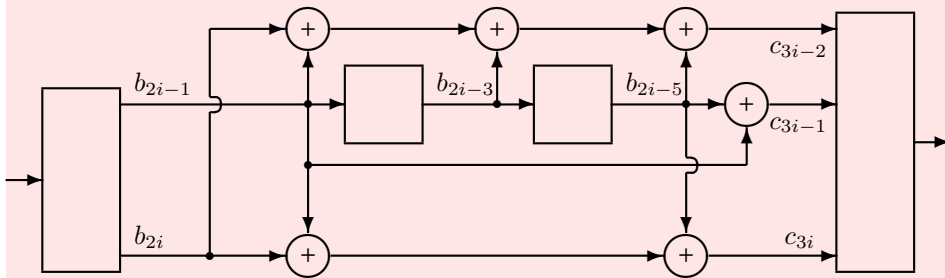 + + +
c_{3i−2}
b_{2i−1} b_{2i−3} b_{2i−5} +
c_{3i−1}
b_{2i} c_{3i}
+ +